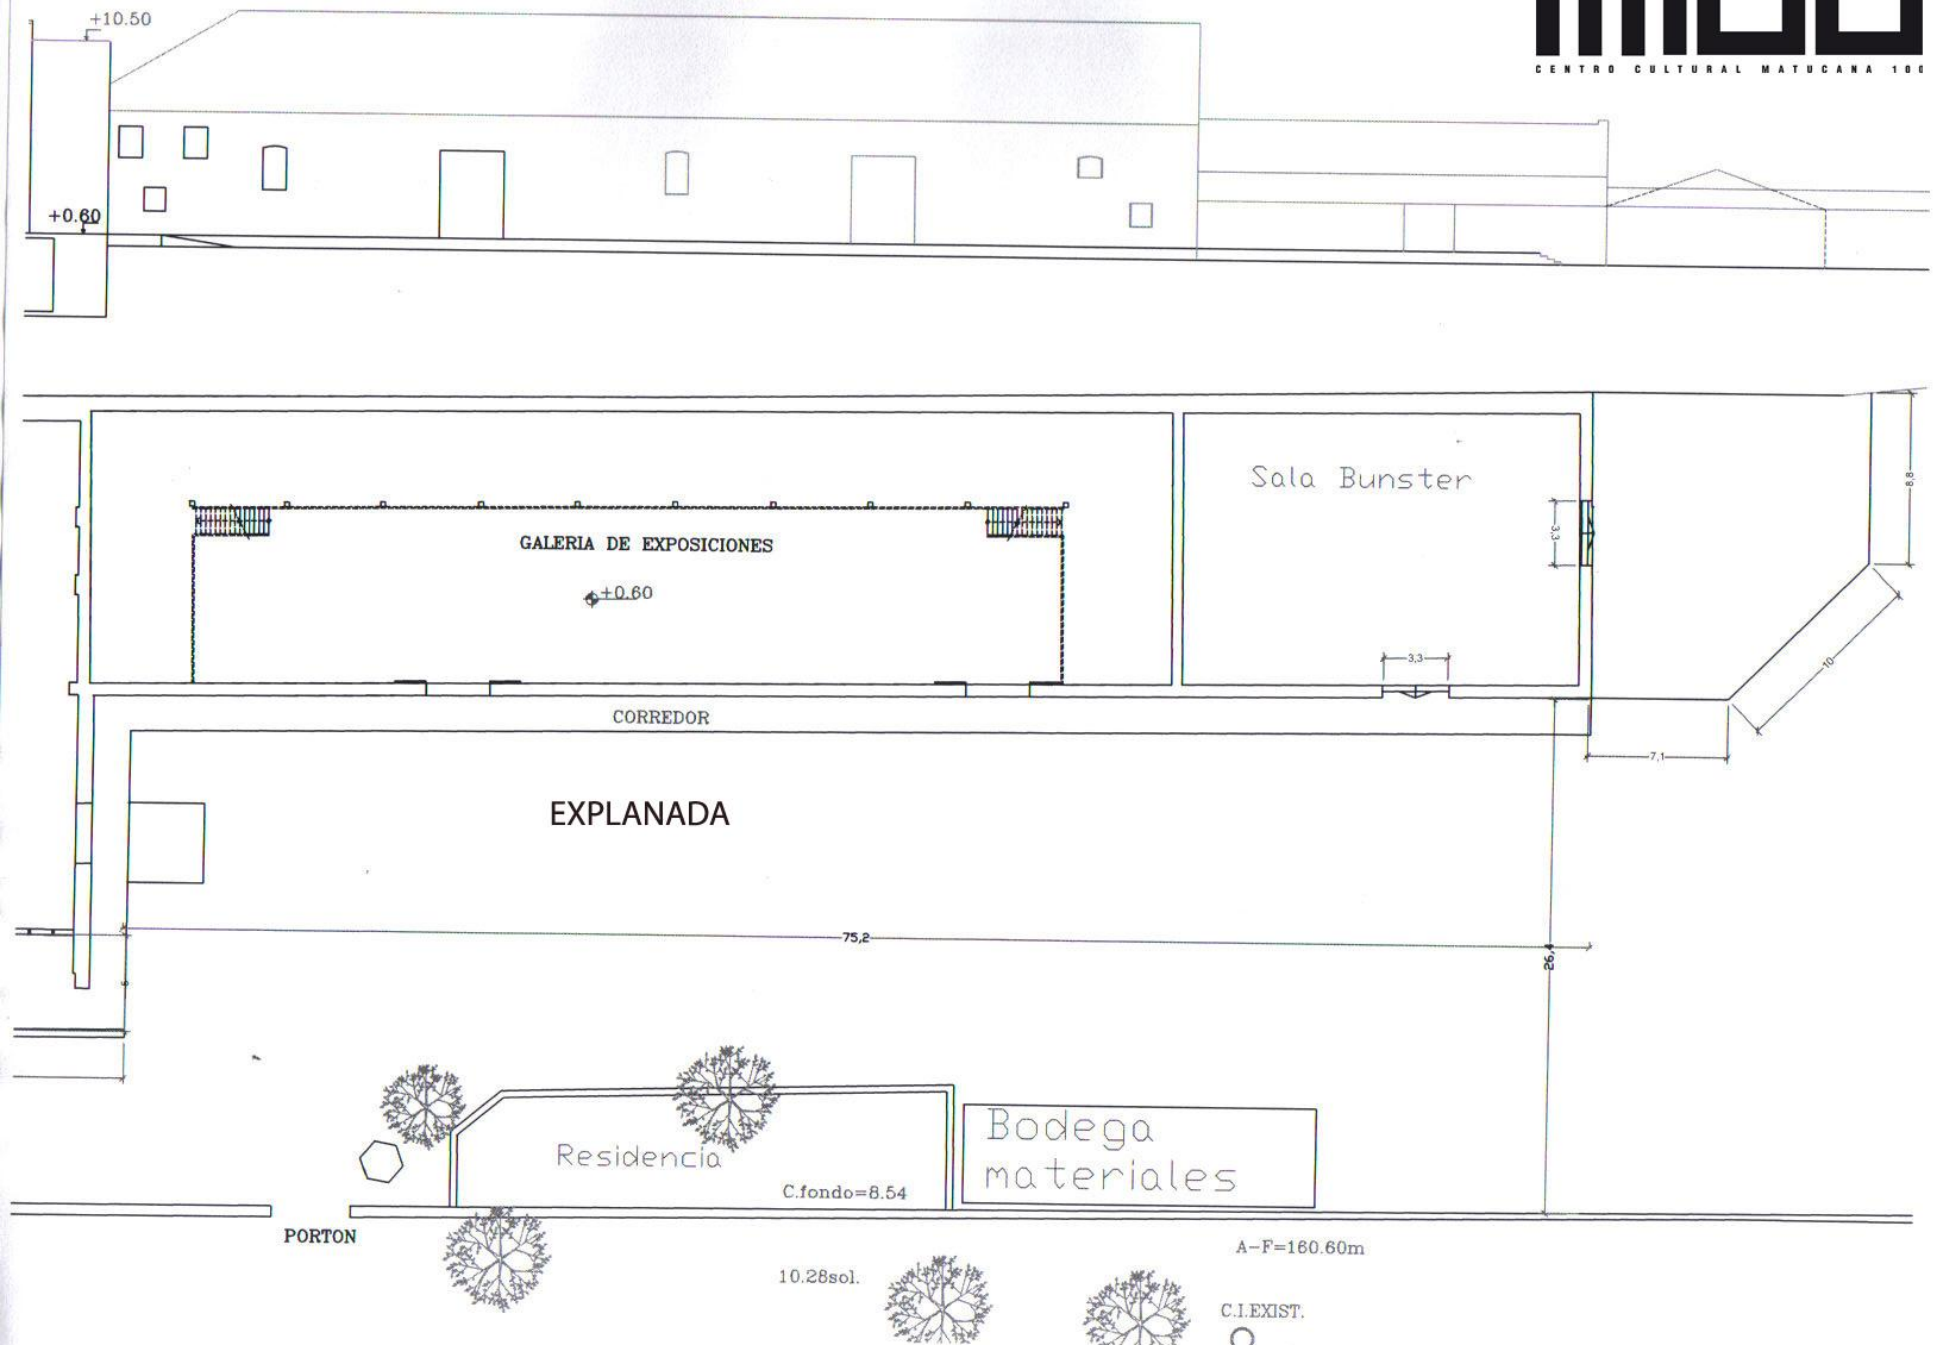 +10.50
m100
CENTRO CULTURAL MATUCANA 100
+0.60
Sala Bunster
8,8
3,3
GALERIA DE EXPOSICIONES
+0.60
3,3
10
CORREDOR
7,1
EXPLANADA
75,2
26,4
6
Bodega
materiales
Residencia
C.fondo=8.54
PORTON
A-F=160.60m
10.28sol.
C.I.EXIST.